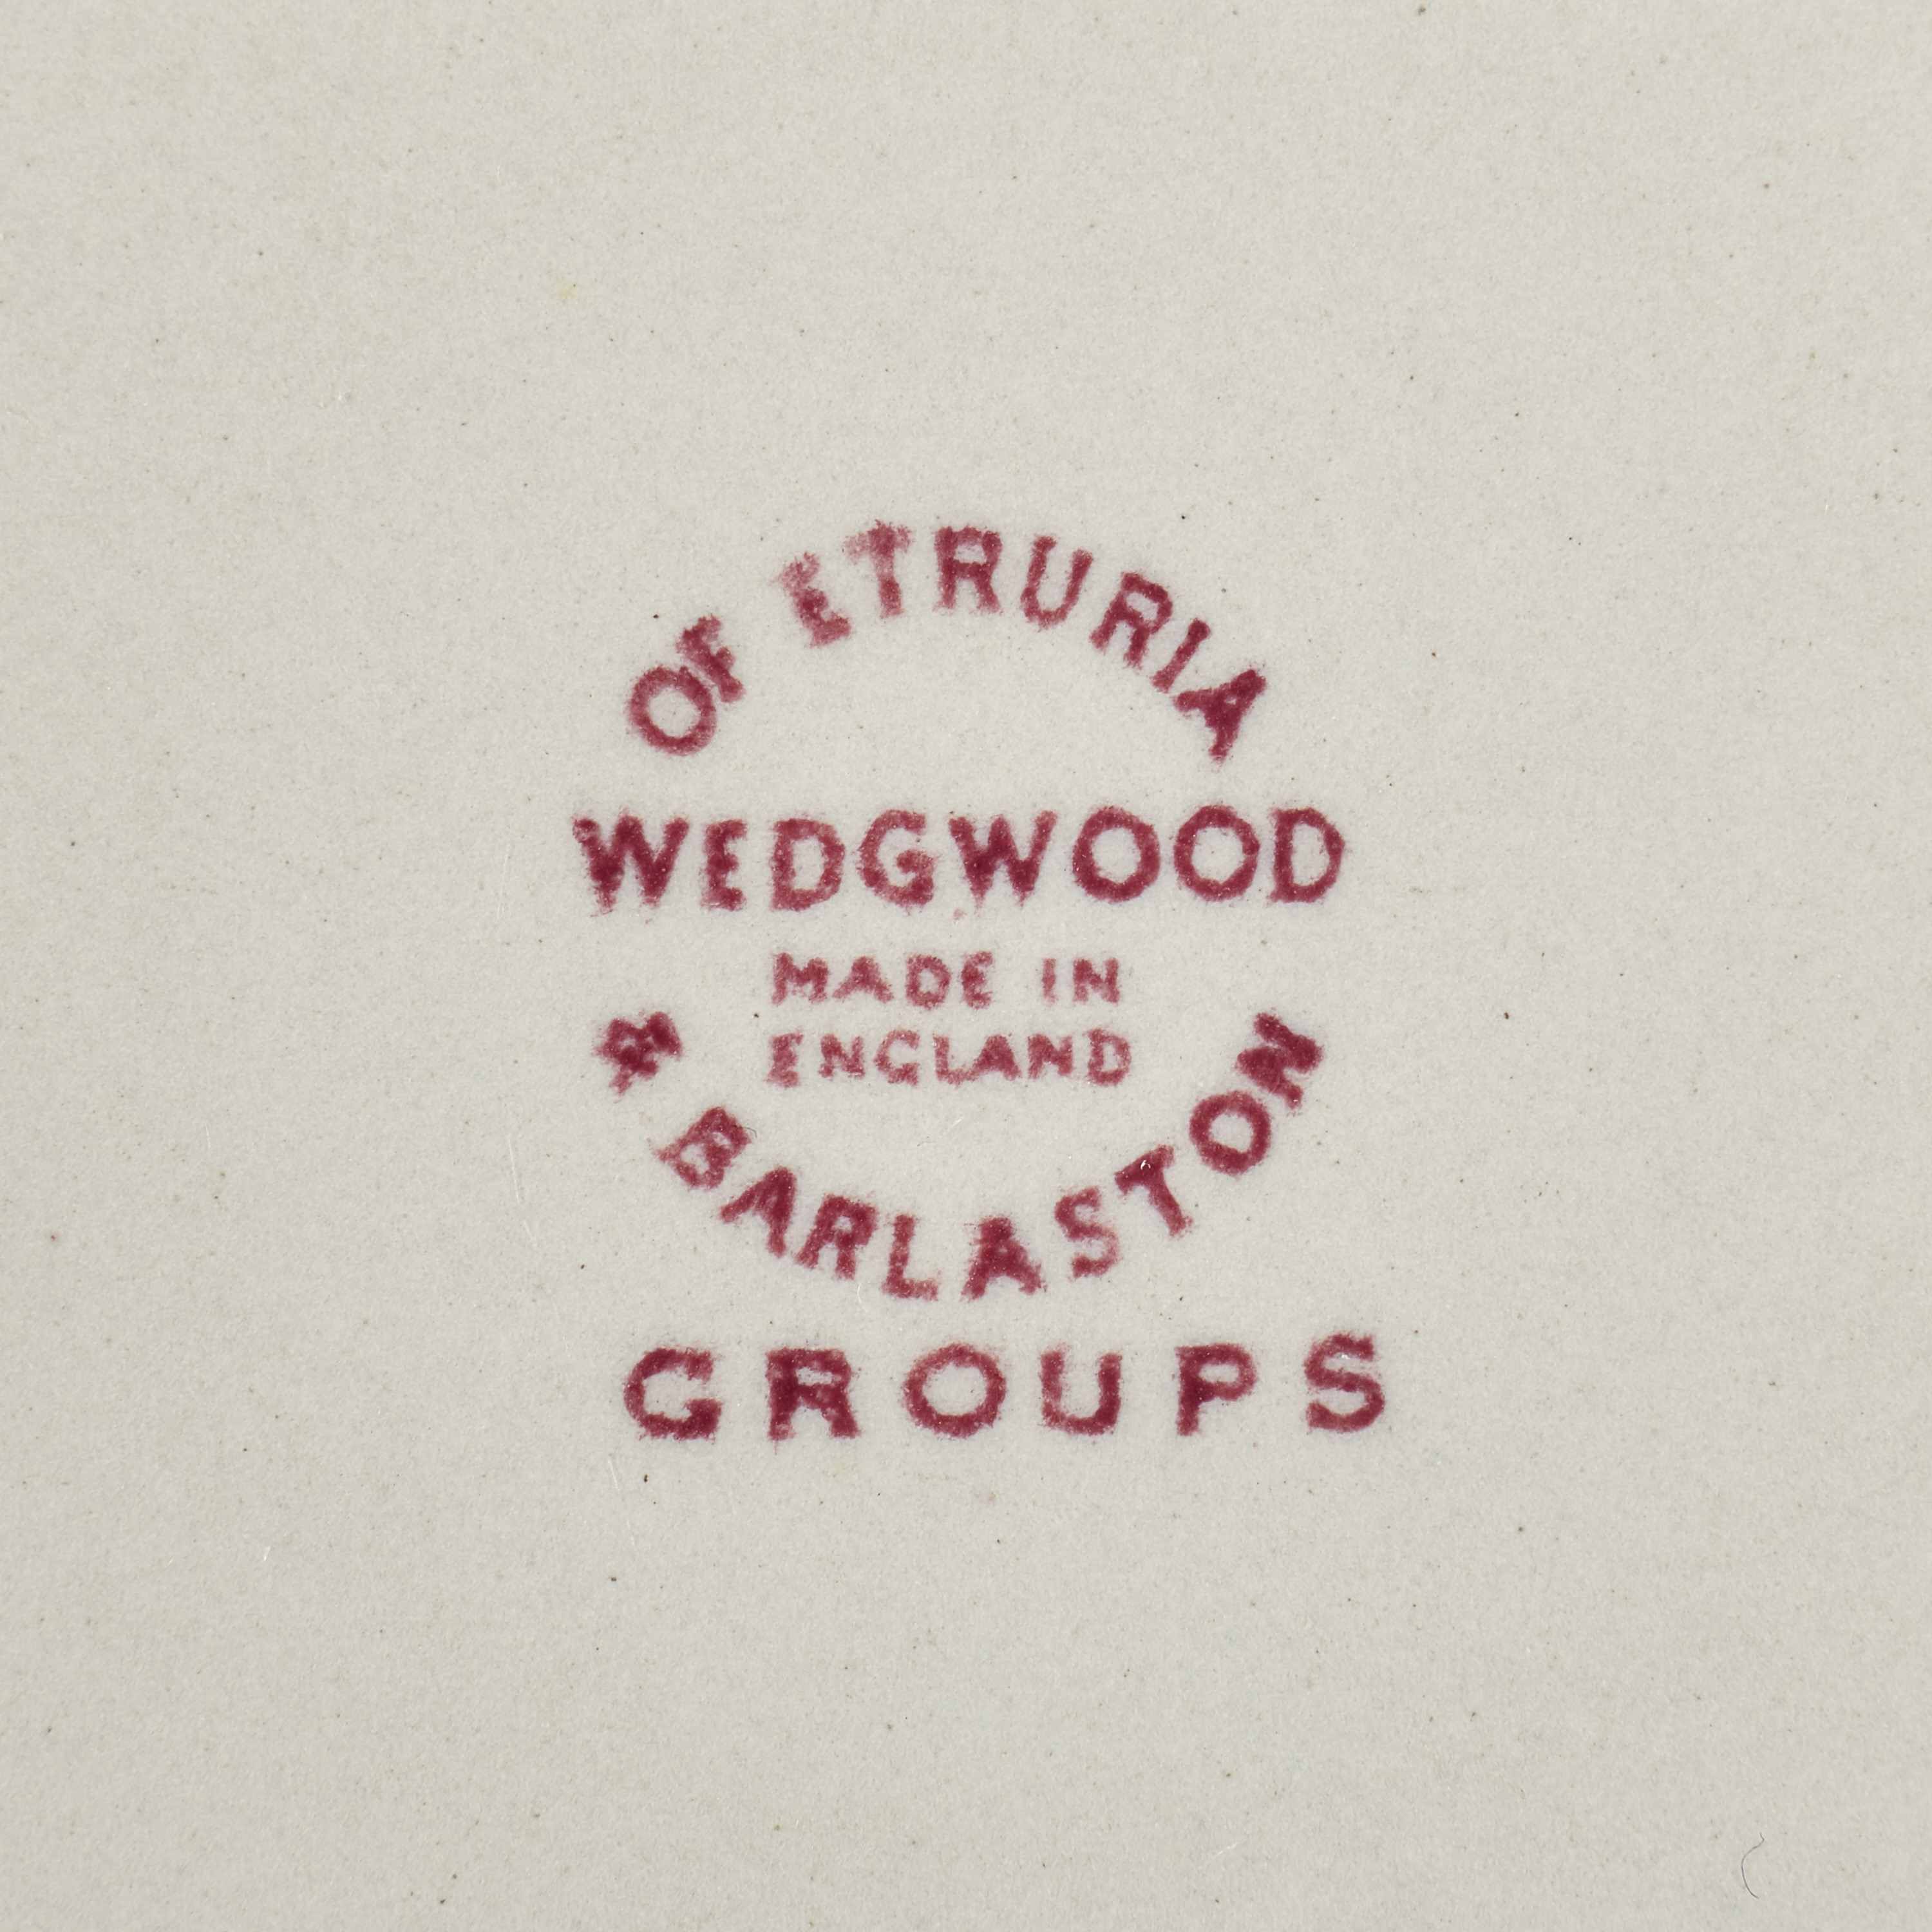 OF ETRURIA
WEDGWOOD
MADE IN
ENGLAND
& BARLASTON
GROUPS